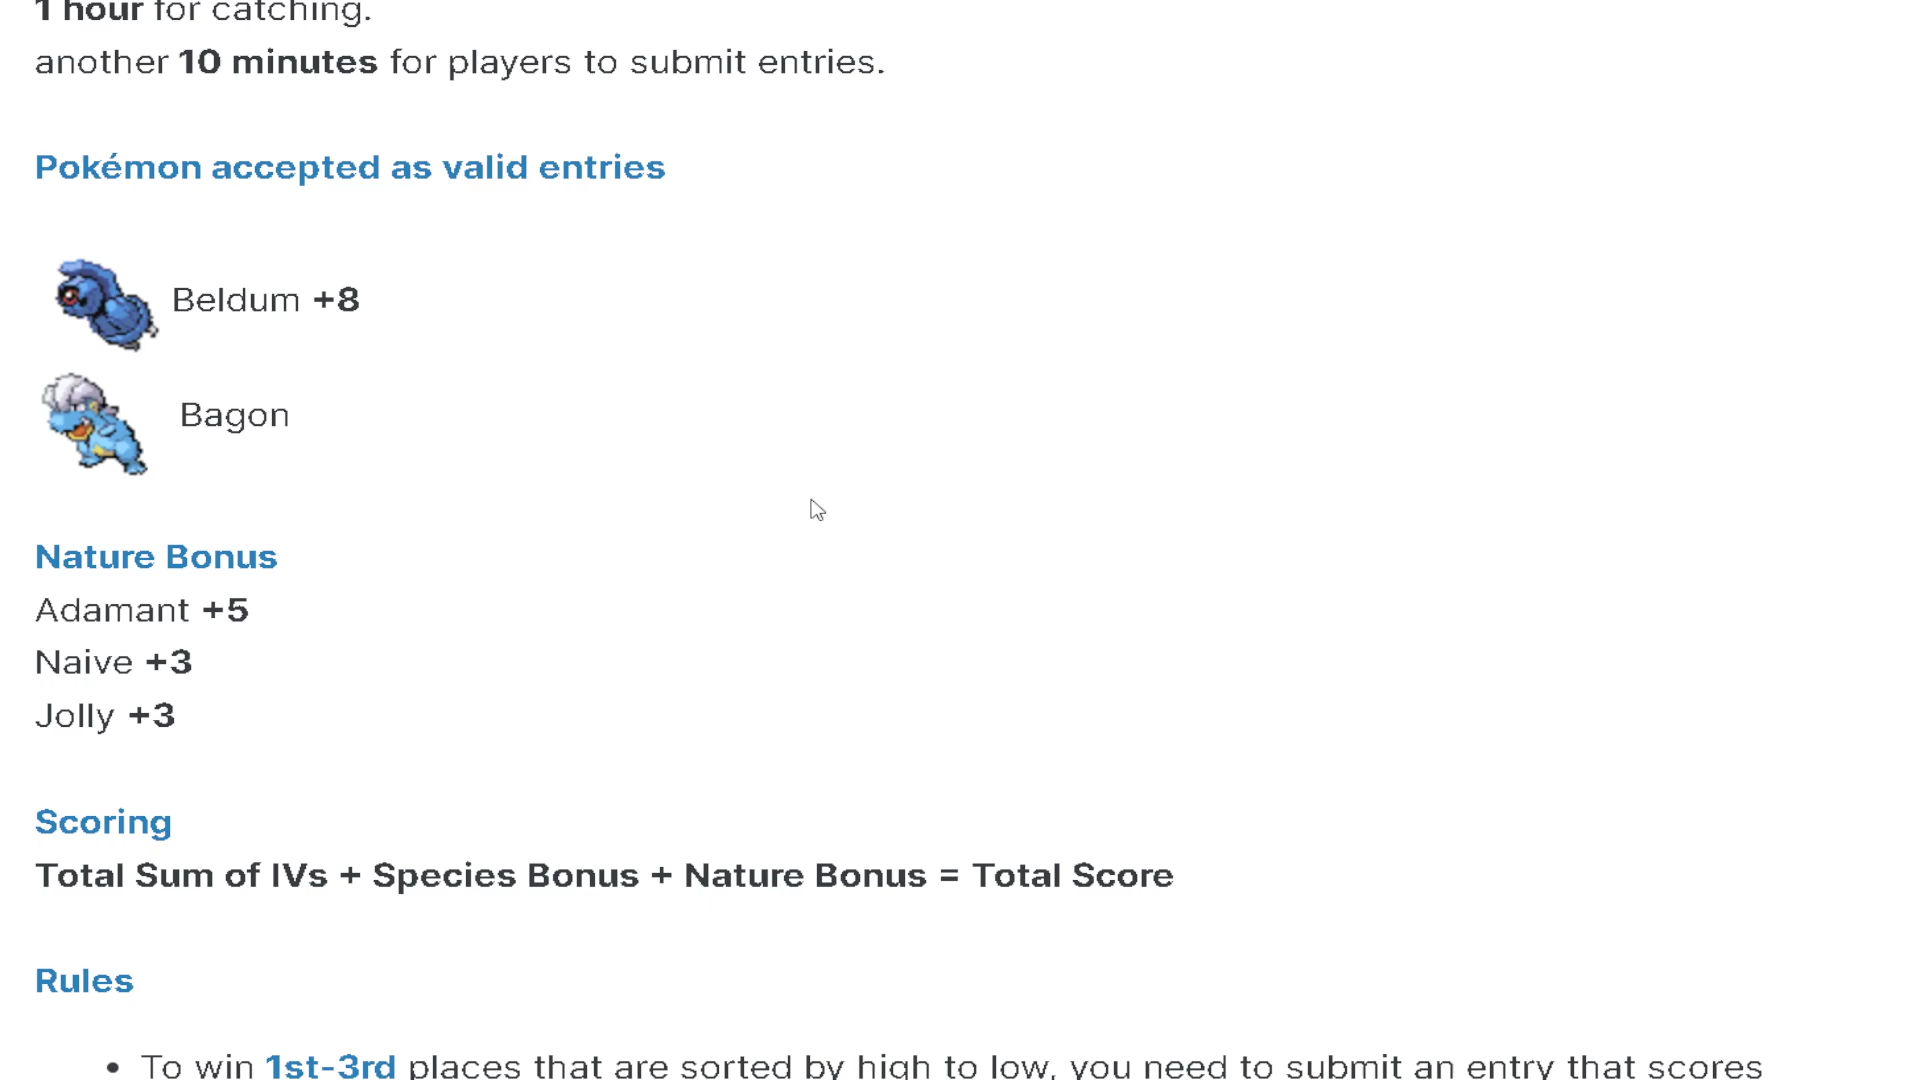 1 hour for catching.
another 10 minutes for players to submit entries.
Pokémon accepted as valid entries
Beldum +8
Bagon
Nature Bonus
Adamant +5
Naive +3
Jolly +3
Scoring
Total Sum of IVs + Species Bonus + Nature Bonus = Total Score
Rules
• To win 1st-3rd places that are sorted by high to low, you need to submit an entry that scores